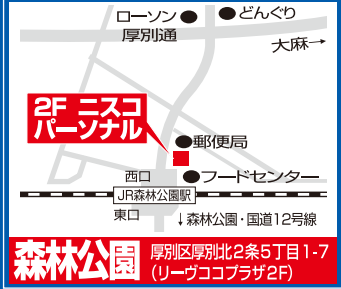 ローソン
どんぐり
厚別通
大麻→
2F ニスコ
パーソナル
郵便局
西口
フードセンター
JR森林公園駅
東口
↓森林公園・国道12号線
森林公園
厚別区厚別北2条5丁目1-7
(リーヴココプラザ2F)